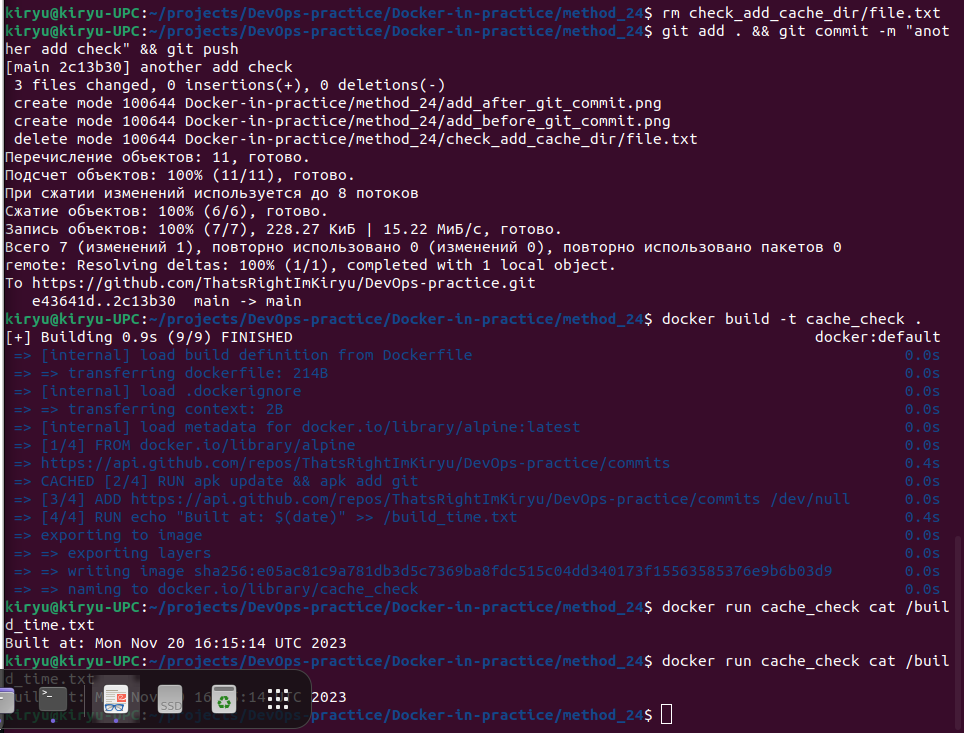 kiryu@kiryu-UPC:~/projects/DevOps-practice/Docker-in-practice/method_24$ rm check_add_cache_dir/file.txt
kiryu@kiryu-UPC:~/projects/DevOps-practice/Docker-in-practice/method_24$ git add . && git commit -m "anot
her add check" && git push
[main 2c13b30] another add check
 3 files changed, 0 insertions(+), 0 deletions(-)
 create mode 100644 Docker-in-practice/method_24/add_after_git_commit.png
 create mode 100644 Docker-in-practice/method_24/add_before_git_commit.png
 delete mode 100644 Docker-in-practice/method_24/check_add_cache_dir/file.txt
Перечисление объектов: 11, готово.
Подсчет объектов: 100% (11/11), готово.
При сжатии изменений используется до 8 потоков
Сжатие объектов: 100% (6/6), готово.
Запись объектов: 100% (7/7), 228.27 КиБ | 15.22 МиБ/с, готово.
Всего 7 (изменений 1), повторно использовано 0 (изменений 0), повторно использовано пакетов 0
remote: Resolving deltas: 100% (1/1), completed with 1 local object.
To https://github.com/ThatsRightImKiryu/DevOps-practice.git
   e43641d..2c13b30  main -> main
kiryu@kiryu-UPC:~/projects/DevOps-practice/Docker-in-practice/method_24$ docker build -t cache_check .
[+] Building 0.9s (9/9) FINISHED docker:default
 => [internal] load build definition from Dockerfile 0.0s
 => => transferring dockerfile: 214B 0.0s
 => [internal] load .dockerignore 0.0s
 => => transferring context: 2B 0.0s
 => [internal] load metadata for docker.io/library/alpine:latest 0.0s
 => [1/4] FROM docker.io/library/alpine 0.0s
 => https://api.github.com/repos/ThatsRightImKiryu/DevOps-practice/commits 0.4s
 => CACHED [2/4] RUN apk update && apk add git 0.0s
 => [3/4] ADD https://api.github.com/repos/ThatsRightImKiryu/DevOps-practice/commits /dev/null 0.0s
 => [4/4] RUN echo "Built at: $(date)" >> /build_time.txt 0.4s
 => exporting to image 0.0s
 => => exporting layers 0.0s
 => => writing image sha256:e05ac81c9a781db3d5c7369ba8fdc515c04dd340173f15563585376e9b6b03d9 0.0s
 => => naming to docker.io/library/cache_check 0.0s
kiryu@kiryu-UPC:~/projects/DevOps-practice/Docker-in-practice/method_24$ docker run cache_check cat /buil
d_time.txt
Built at: Mon Nov 20 16:15:14 UTC 2023
kiryu@kiryu-UPC:~/projects/DevOps-practice/Docker-in-practice/method_24$ docker run cache_check cat /buil
d_time.txt
Nov 2023
kiryu@kiryu-UPC:~/projects/DevOps-practice/Docker-in-practice/method_24$
SSD